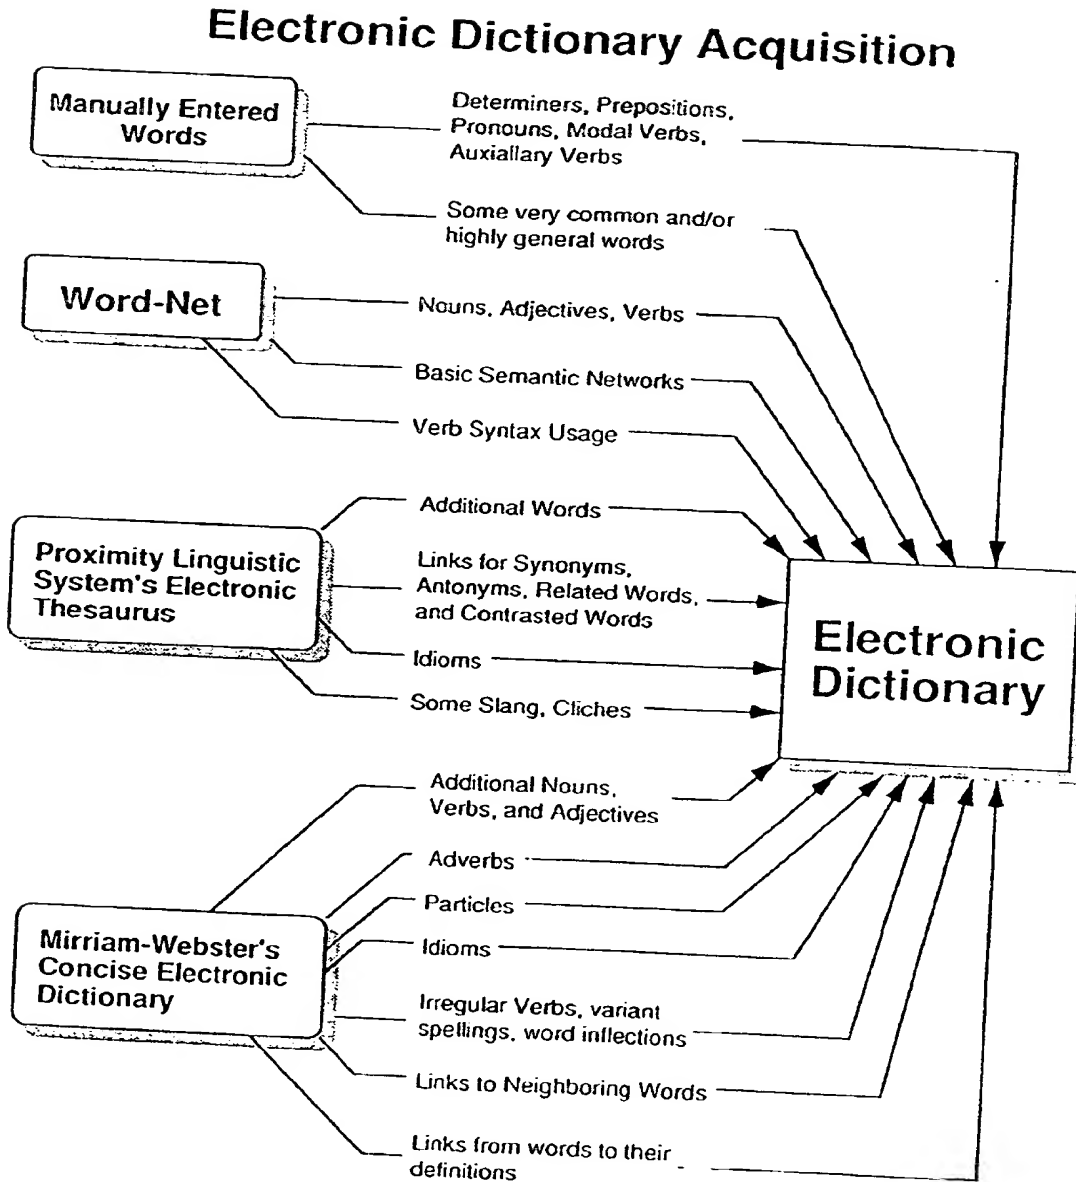 Electronic Dictionary Acquisition
Manually Entered
Words
Determiners, Prepositions,
Pronouns, Modal Verbs,
Auxiallary Verbs
Some very common and/or
highly general words
Word-Net
Nouns, Adjectives, Verbs
Basic Semantic Networks
Verb Syntax Usage
Proximity Linguistic
System's Electronic
Thesaurus
Additional Words
Links for Synonyms,
Antonyms, Related Words,
and Contrasted Words
Idioms
Some Slang, Cliches
Electronic
Dictionary
Mirriam-Webster's
Concise Electronic
Dictionary
Additional Nouns,
Verbs, and Adjectives
Adverbs
Particles
Idioms
Irregular Verbs, variant
spellings, word inflections
Links to Neighboring Words
Links from words to their
definitions